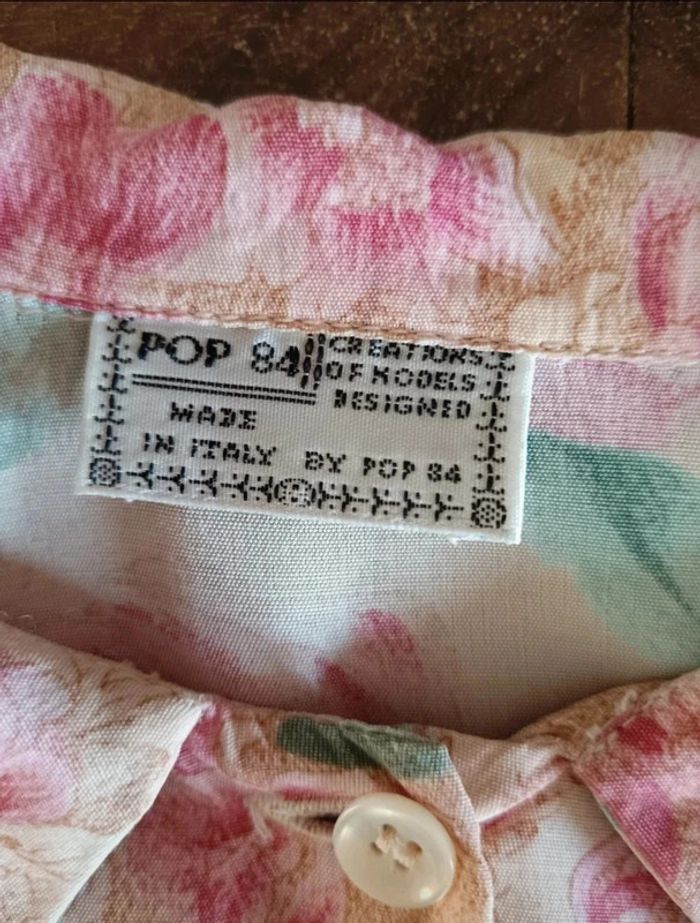 POP 84
CREATIONS
OF MODELS
DESIGNED
MADE
IN ITALY BY POP 84